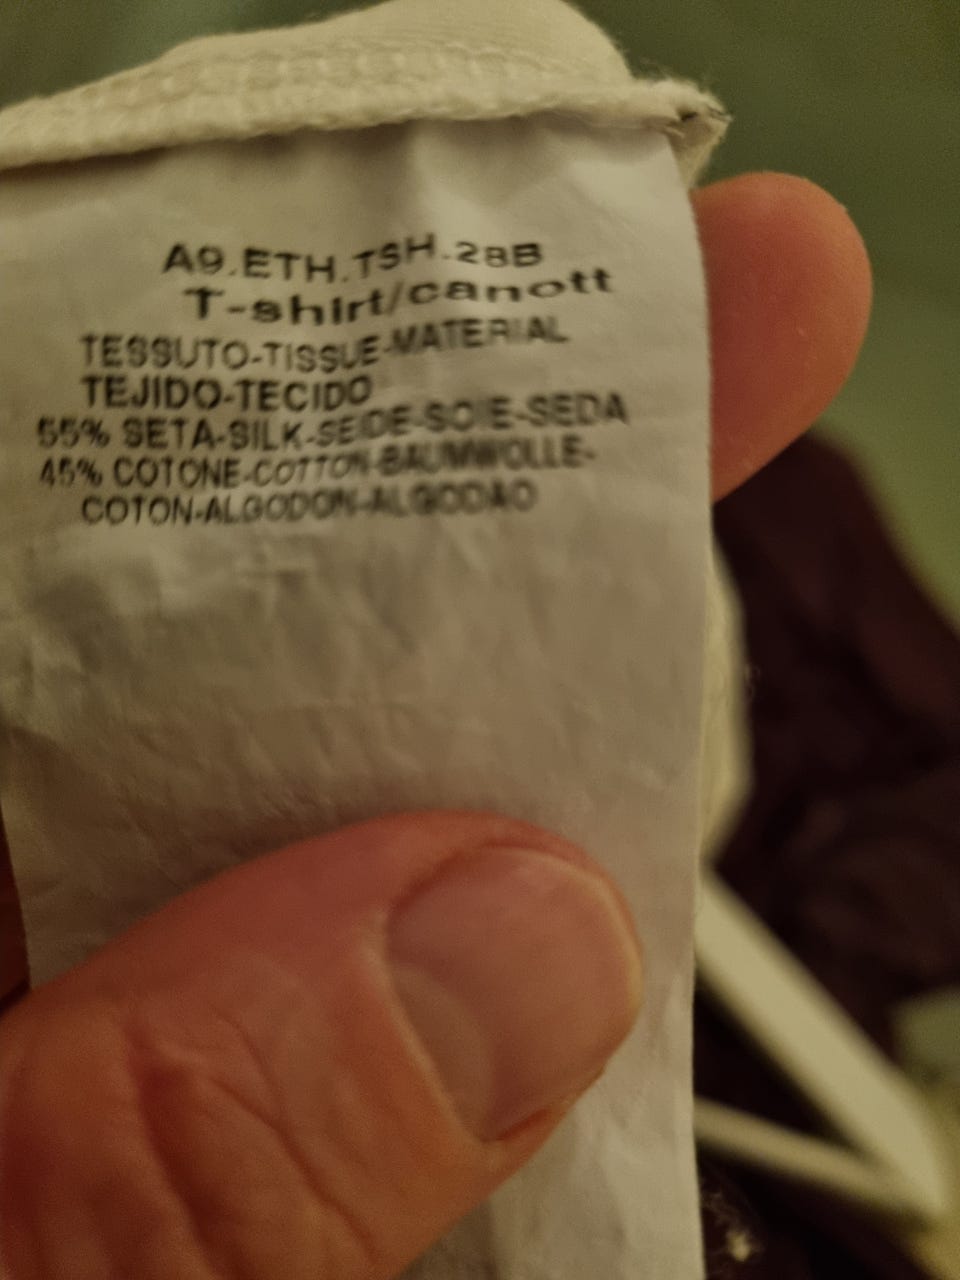 A9.ETH.TSH.28B
T-shirt/canott
TESSUTO-TISSUE-MATERIAL
TEJIDO-TECIDO
55% SETA-SILK-SEIDE-SOIE-SEDA
45% COTONE-COTTON-BAUMWOLLE-
COTON-ALGODON-ALGODAO